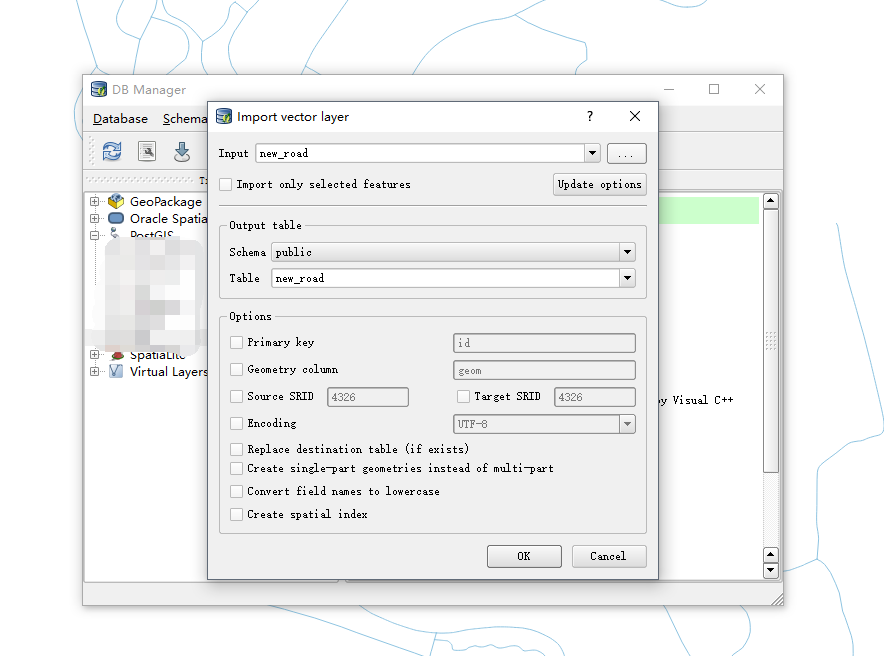 DB Manager
Database Schema
Import vector layer
?
Input new_road ...
Import only selected features Update options
Output table
Schema public
Table new_road
Options
Primary key id
Geometry column geom
Source SRID 4326 Target SRID 4326
Encoding UTF-8
Replace destination table (if exists)
Create single-part geometries instead of multi-part
Convert field names to lowercase
Create spatial index
OK Cancel
GeoPackage
Oracle Spatia
PostGIS
SpatiaLite
Virtual Layers
by Visual C++